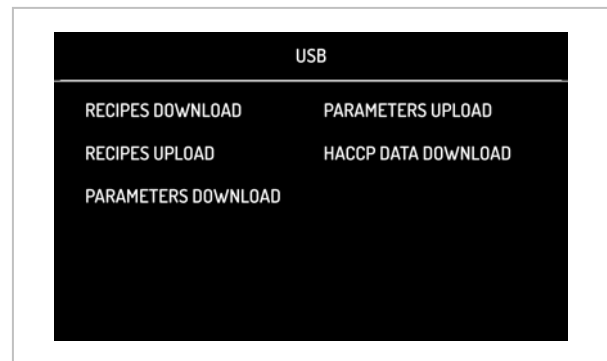 USB
RECIPES DOWNLOAD
PARAMETERS UPLOAD
RECIPES UPLOAD
HACCP DATA DOWNLOAD
PARAMETERS DOWNLOAD